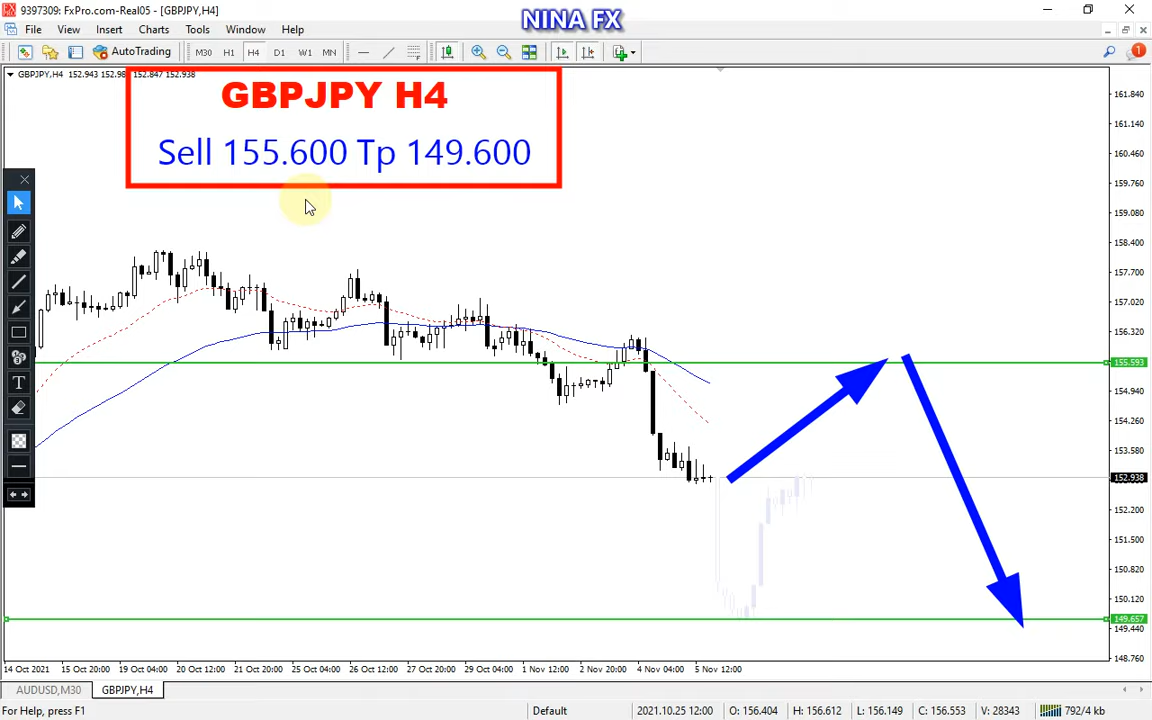 9397309: FxPro.com-Real05 - [GBPJPY,H4]
NINA FX
File View Insert Charts Tools Window Help
AutoTrading M30 H1 H4 D1 W1 MN
1
GBPJPY,H4 152.943 152.98 152.847 152.938
GBPJPY H4
Sell 155.600 Tp 149.600
161.840
161.140
160.460
159.760
159.080
158.400
157.700
157.020
156.320
155.593
154.940
154.260
153.580
152.938
152.200
151.500
150.820
150.120
149.657
149.440
148.760
T
14 Oct 2021 15 Oct 20:00 19 Oct 04:00 20 Oct 12:00 21 Oct 20:00 25 Oct 04:00 26 Oct 12:00 27 Oct 20:00 29 Oct 04:00 1 Nov 12:00 2 Nov 20:00 4 Nov 04:00 5 Nov 12:00
AUDUSD,M30 GBPJPY,H4
For Help, press F1 Default 2021.10.25 12:00 O: 156.404 H: 156.612 L: 156.149 C: 156.553 V: 28343 792/4 kb